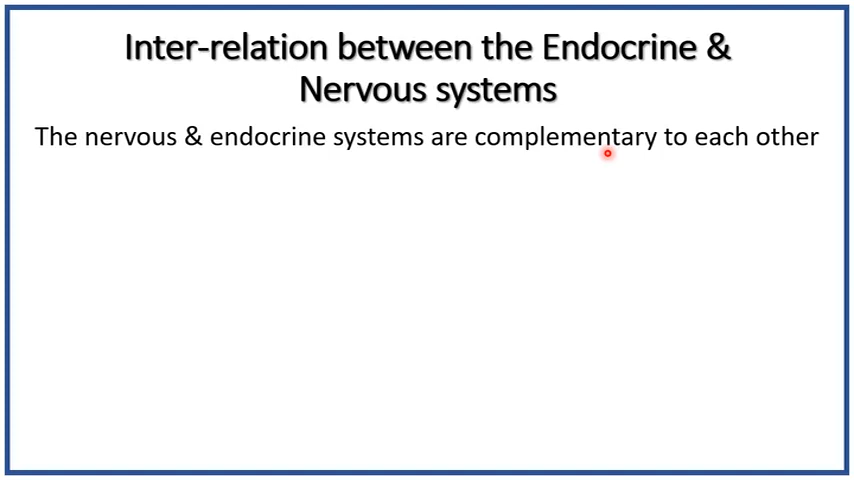 Inter-relation between the Endocrine &
Nervous systems
The nervous & endocrine systems are complementary to each other